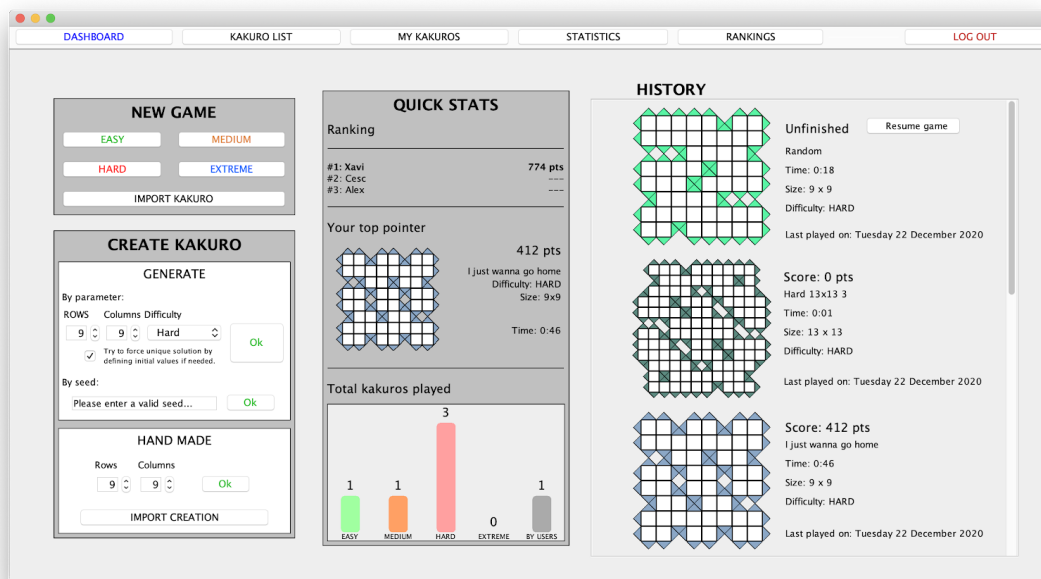 DASHBOARD KAKURO LIST MY KAKUROS STATISTICS RANKINGS LOG OUT
NEW GAME
EASY MEDIUM
HARD EXTREME
IMPORT KAKURO
CREATE KAKURO
GENERATE
By parameter:
ROWS Columns Difficulty
9 9 Hard
Ok
Try to force unique solution by
defining initial values if needed.
By seed:
Please enter a valid seed... Ok
HAND MADE
Rows Columns
9 9 Ok
IMPORT CREATION
QUICK STATS
Ranking
#1: Xavi 774 pts
#2: Cesc ---
#3: Alex ---
Your top pointer
412 pts
I just wanna go home
Difficulty: HARD
Size: 9x9
Time: 0:46
Total kakuros played
3
1 1 1
0
EASY MEDIUM HARD EXTREME BY USERS
HISTORY
Unfinished Resume game
Random
Time: 0:18
Size: 9 x 9
Difficulty: HARD
Last played on: Tuesday 22 December 2020
Score: 0 pts
Hard 13x13 3
Time: 0:01
Size: 13 x 13
Difficulty: HARD
Last played on: Tuesday 22 December 2020
Score: 412 pts
I just wanna go home
Time: 0:46
Size: 9 x 9
Difficulty: HARD
Last played on: Tuesday 22 December 2020